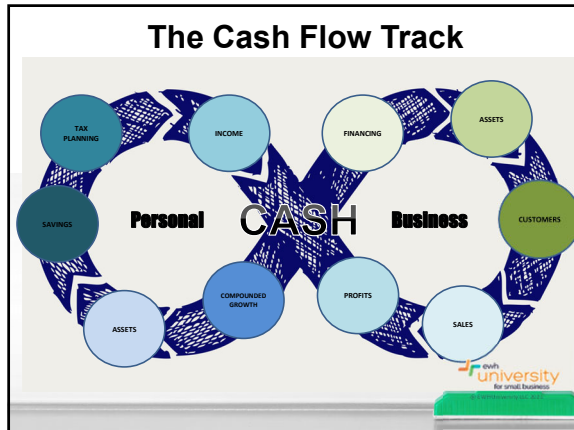 The Cash Flow Track
TAX
PLANNING
INCOME
FINANCING
ASSETS
SAVINGS
Personal
CASH
Business
CUSTOMERS
ASSETS
COMPOUNDED
GROWTH
PROFITS
SALES
ewh
university
for small business